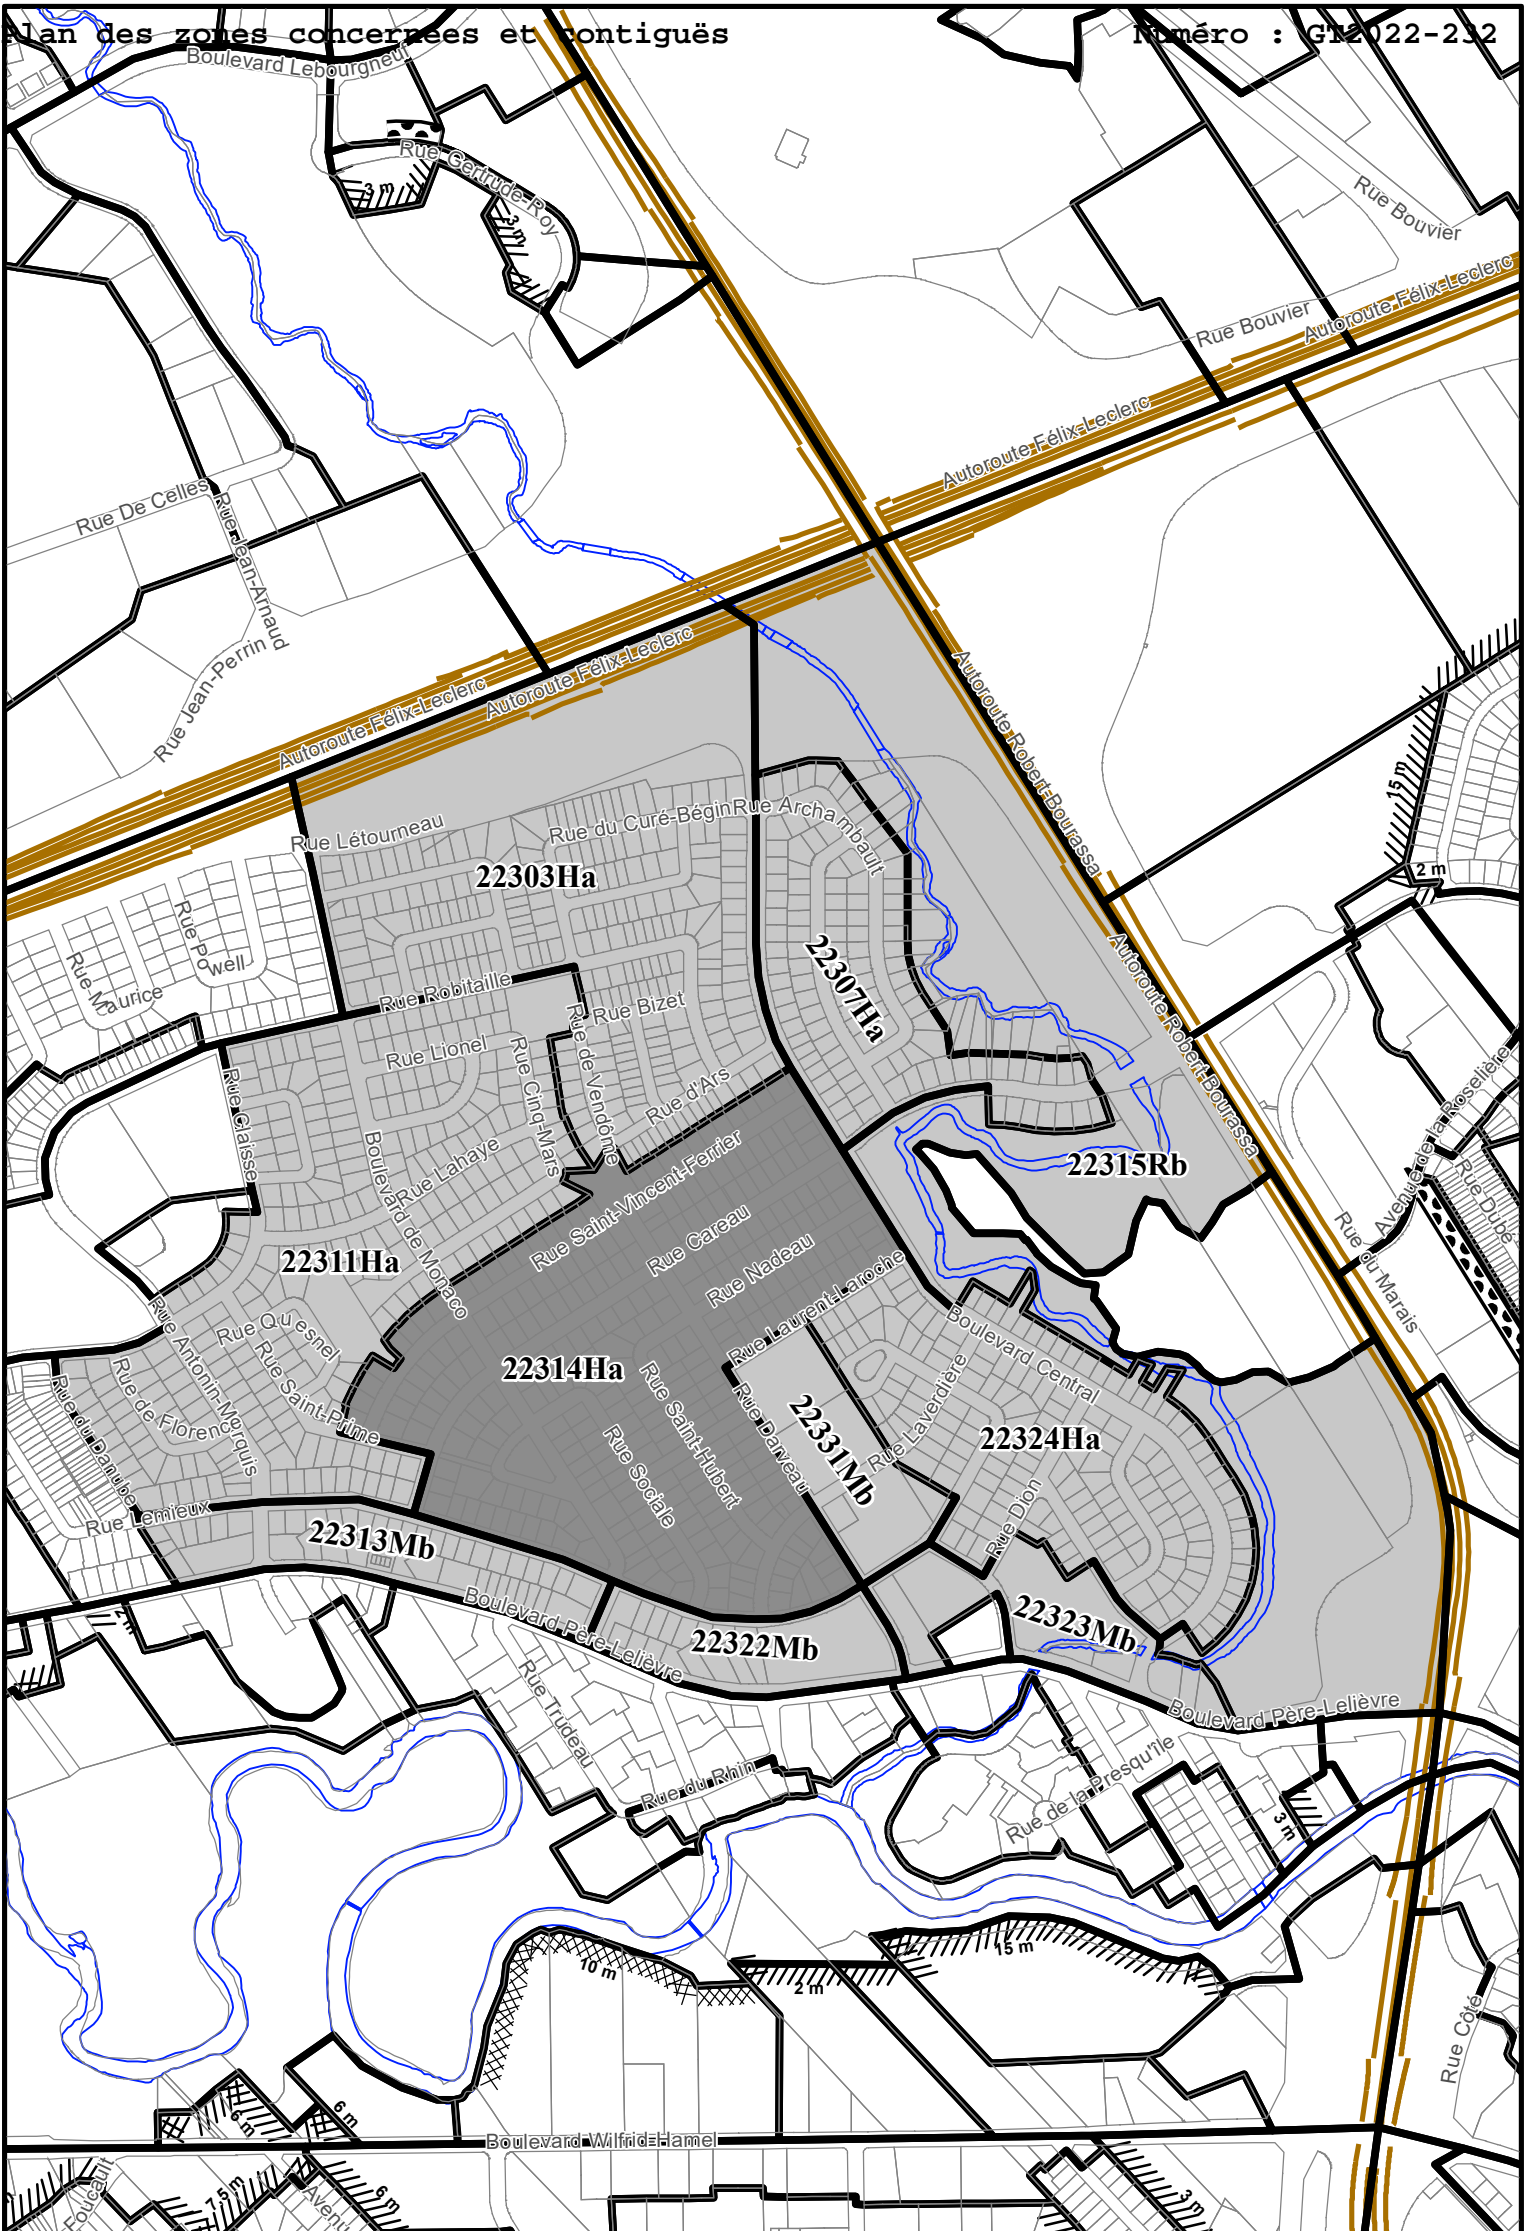 Plan des zones concernées et contiguës
Numéro : GT2022-232
Boulevard Lebourgneuf
Rue Gertrude-Roy
3 m
3 m
Rue Bouvier
Rue Bouvier
Autoroute Félix-Leclerc
Autoroute Félix-Leclerc
Rue De Celles
Rue Jean-Arnaud
Rue Jean-Perrin
Autoroute Félix-Leclerc
Autoroute Félix-Leclerc
Autoroute Robert-Bourassa
15 m
2 m
Rue Létourneau
Rue du Curé-Bégin
Rue Archambault
22303Ha
Rue Powell
Rue Maurice
22307Ha
Autoroute Robert-Bourassa
Rue Robitaille
Rue Bizet
Rue de Vendôme
Rue Lionel
Rue Cinq-Mars
Rue d'Ars
Rue Claisse
Boulevard de Monaco
Rue Lahaye
Rue Saint-Vincent-Ferrier
22315Rb
Avenue de la Roselière
Rue Dubé
Rue du Marais
Rue Careau
Rue Nadeau
Rue Laurent-Laroche
22311Ha
Rue Quesnel
Rue Antonin-Marquis
Rue Saint-Prime
Rue de Florence
Rue du Danube
Boulevard Central
22314Ha
Rue Saint-Hubert
Rue Darveau
22331Mb
Rue Laverdière
22324Ha
Rue Sociale
Rue Dion
Rue Lemieux
22313Mb
Boulevard Père-Lelièvre
22322Mb
22323Mb
2 m
Rue Trudeau
Boulevard Père-Lelièvre
Rue du Rhin
Rue de la Presqu'île
3 m
10 m
2 m
15 m
Rue Côté
6 m
6 m
Boulevard Wilfrid-Hamel
Foucault
7.5 m
Avenu
6 m
3 m